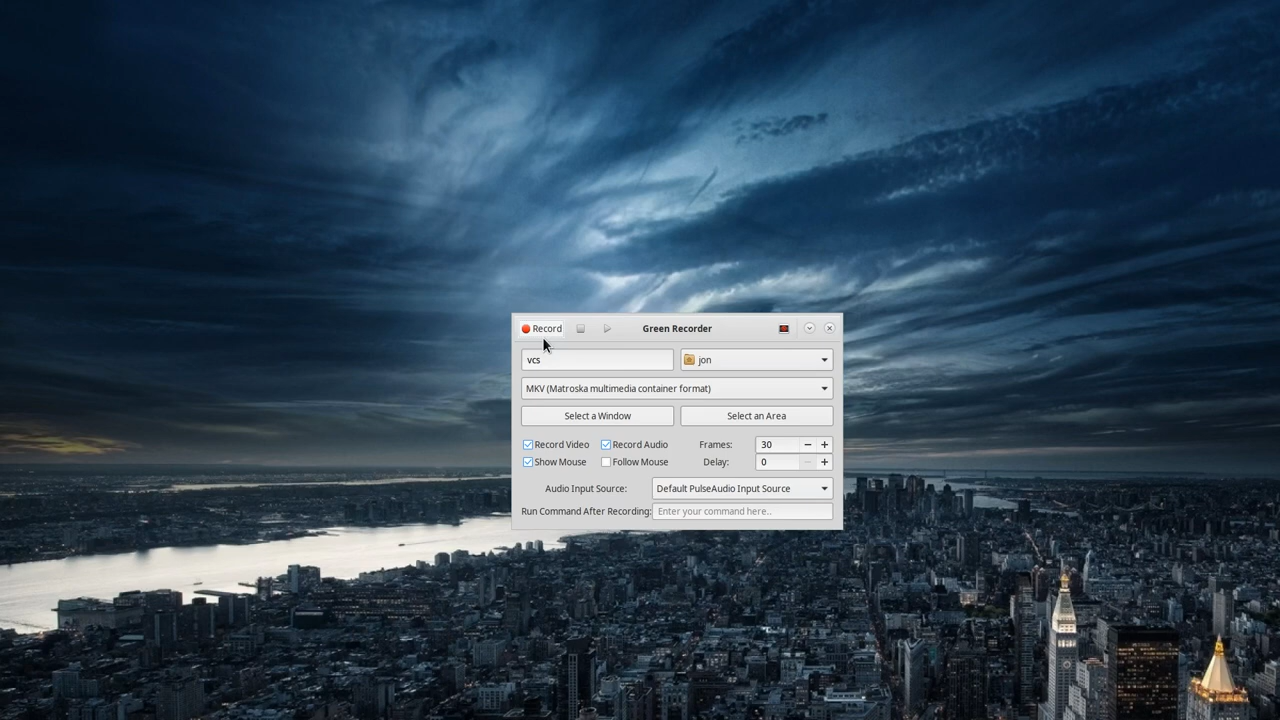 Record
Green Recorder
vcs
jon
MKV (Matroska multimedia container format)
Select a Window
Select an Area
Record Video
Record Audio
Frames:
30
Show Mouse
Follow Mouse
Delay:
0
Audio Input Source:
Default PulseAudio Input Source
Run Command After Recording:
Enter your command here..